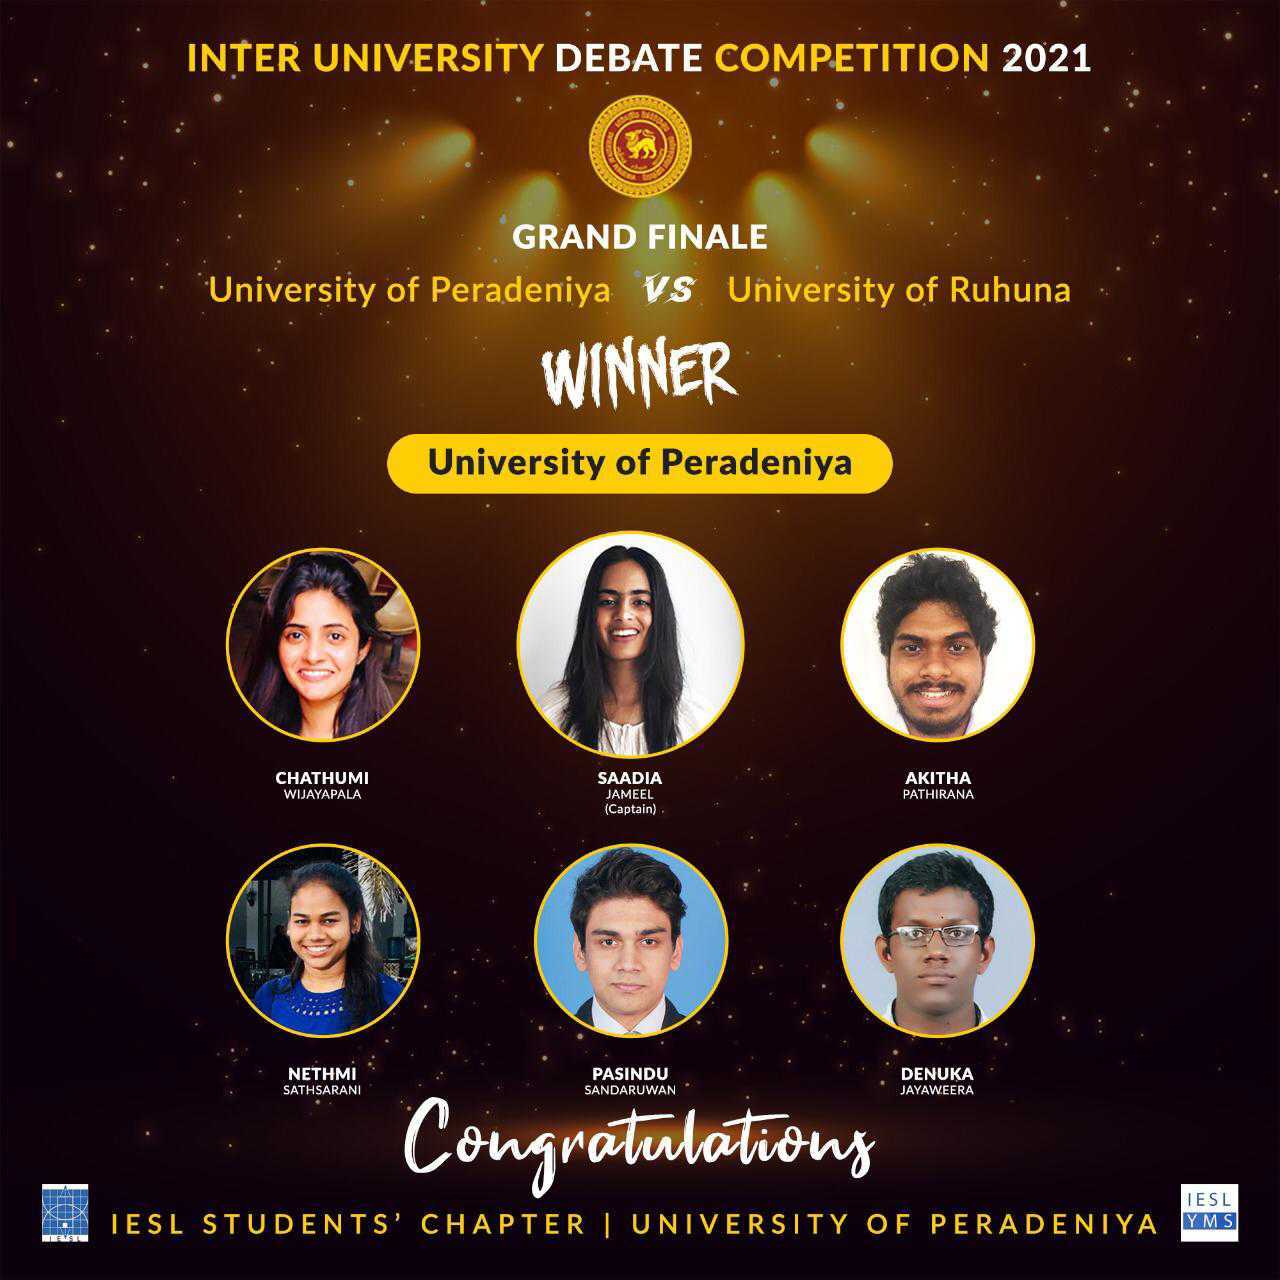 INTER UNIVERSITY DEBATE COMPETITION 2021
GRAND FINALE
University of Peradeniya VS University of Ruhuna
WINNER
University of Peradeniya
CHATHUMI
WIJAYAPALA
SAADIA
JAMEEL
(Captain)
AKITHA
PATHIRANA
NETHMI
SATHSARANI
PASINDU
SANDARUWAN
DENUKA
JAYAWEERA
Congratulations
IESL
IESL STUDENTS’ CHAPTER | UNIVERSITY OF PERADENIYA
IESL
YMS